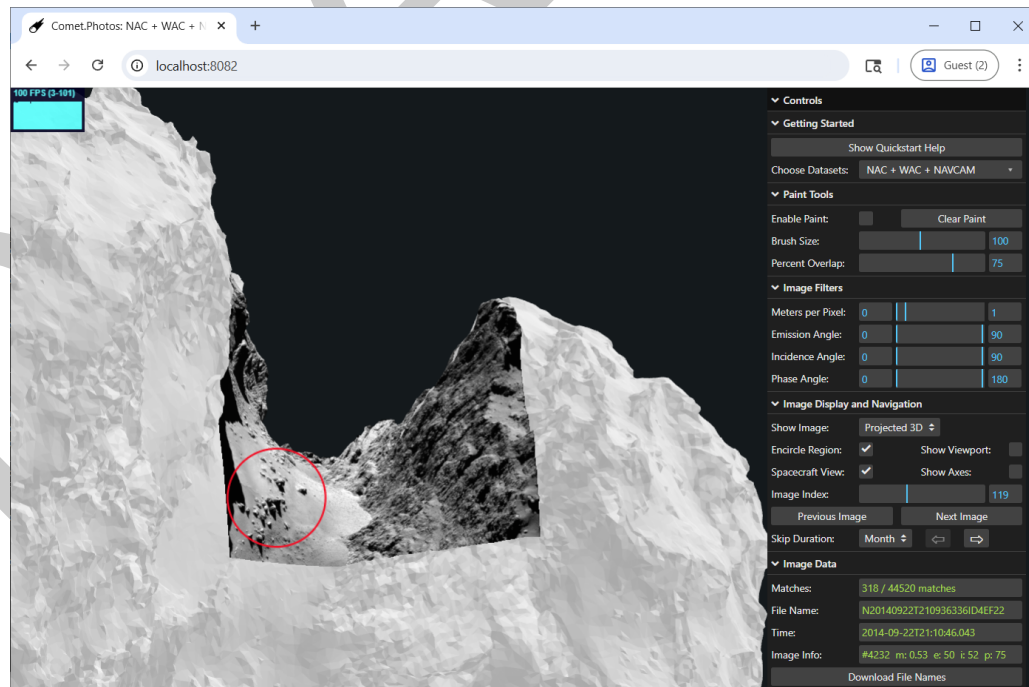 Comet.Photos: NAC + WAC + N
localhost:8082
Guest (2)
100 FPS (3-101)
Controls
Getting Started
Show Quickstart Help
Choose Datasets: NAC + WAC + NAVCAM
Paint Tools
Enable Paint: Clear Paint
Brush Size: 100
Percent Overlap: 75
Image Filters
Meters per Pixel: 0 1
Emission Angle: 0 90
Incidence Angle: 0 90
Phase Angle: 0 180
Image Display and Navigation
Show Image: Projected 3D
Encircle Region: Show Viewport:
Spacecraft View: Show Axes:
Image Index: 119
Previous Image Next Image
Skip Duration: Month
Image Data
Matches: 318 / 44520 matches
File Name: N20140922T210936336ID4EF22
Time: 2014-09-22T21:10:46.043
Image Info: #4232 m: 0.53 e: 50 i: 52 p: 75
Download File Names